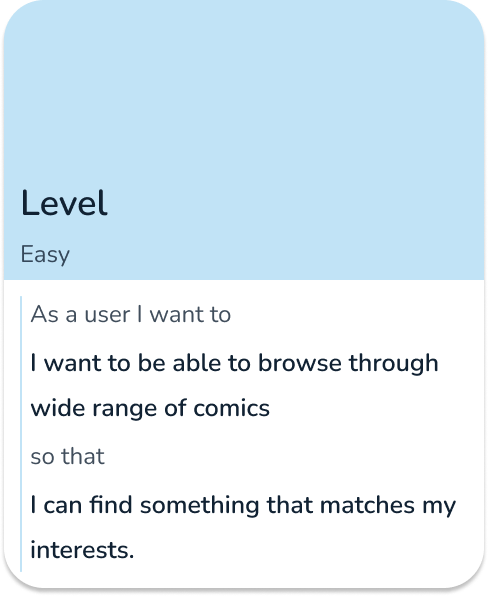 Level
Easy
As a user I want to
I want to be able to browse through
wide range of comics
so that
I can find something that matches my
interests.